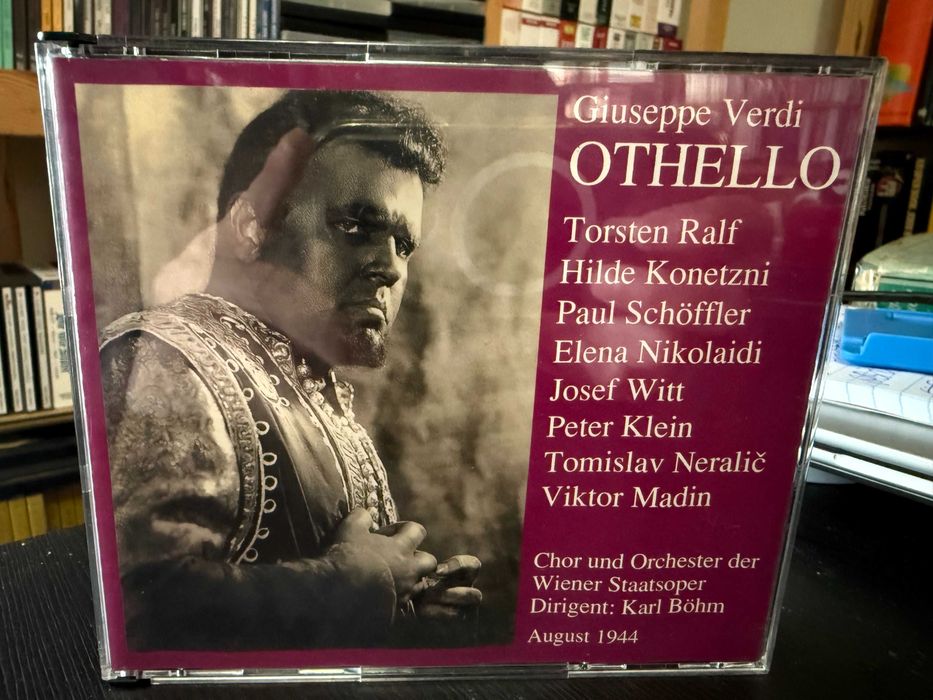 Giuseppe Verdi
OTHELLO
Torsten Ralf
Hilde Konetzni
Paul Schöffler
Elena Nikolaidi
Josef Witt
Peter Klein
Tomislav Neralič
Viktor Madin
Chor und Orchester der
Wiener Staatsoper
Dirigent: Karl Böhm
August 1944